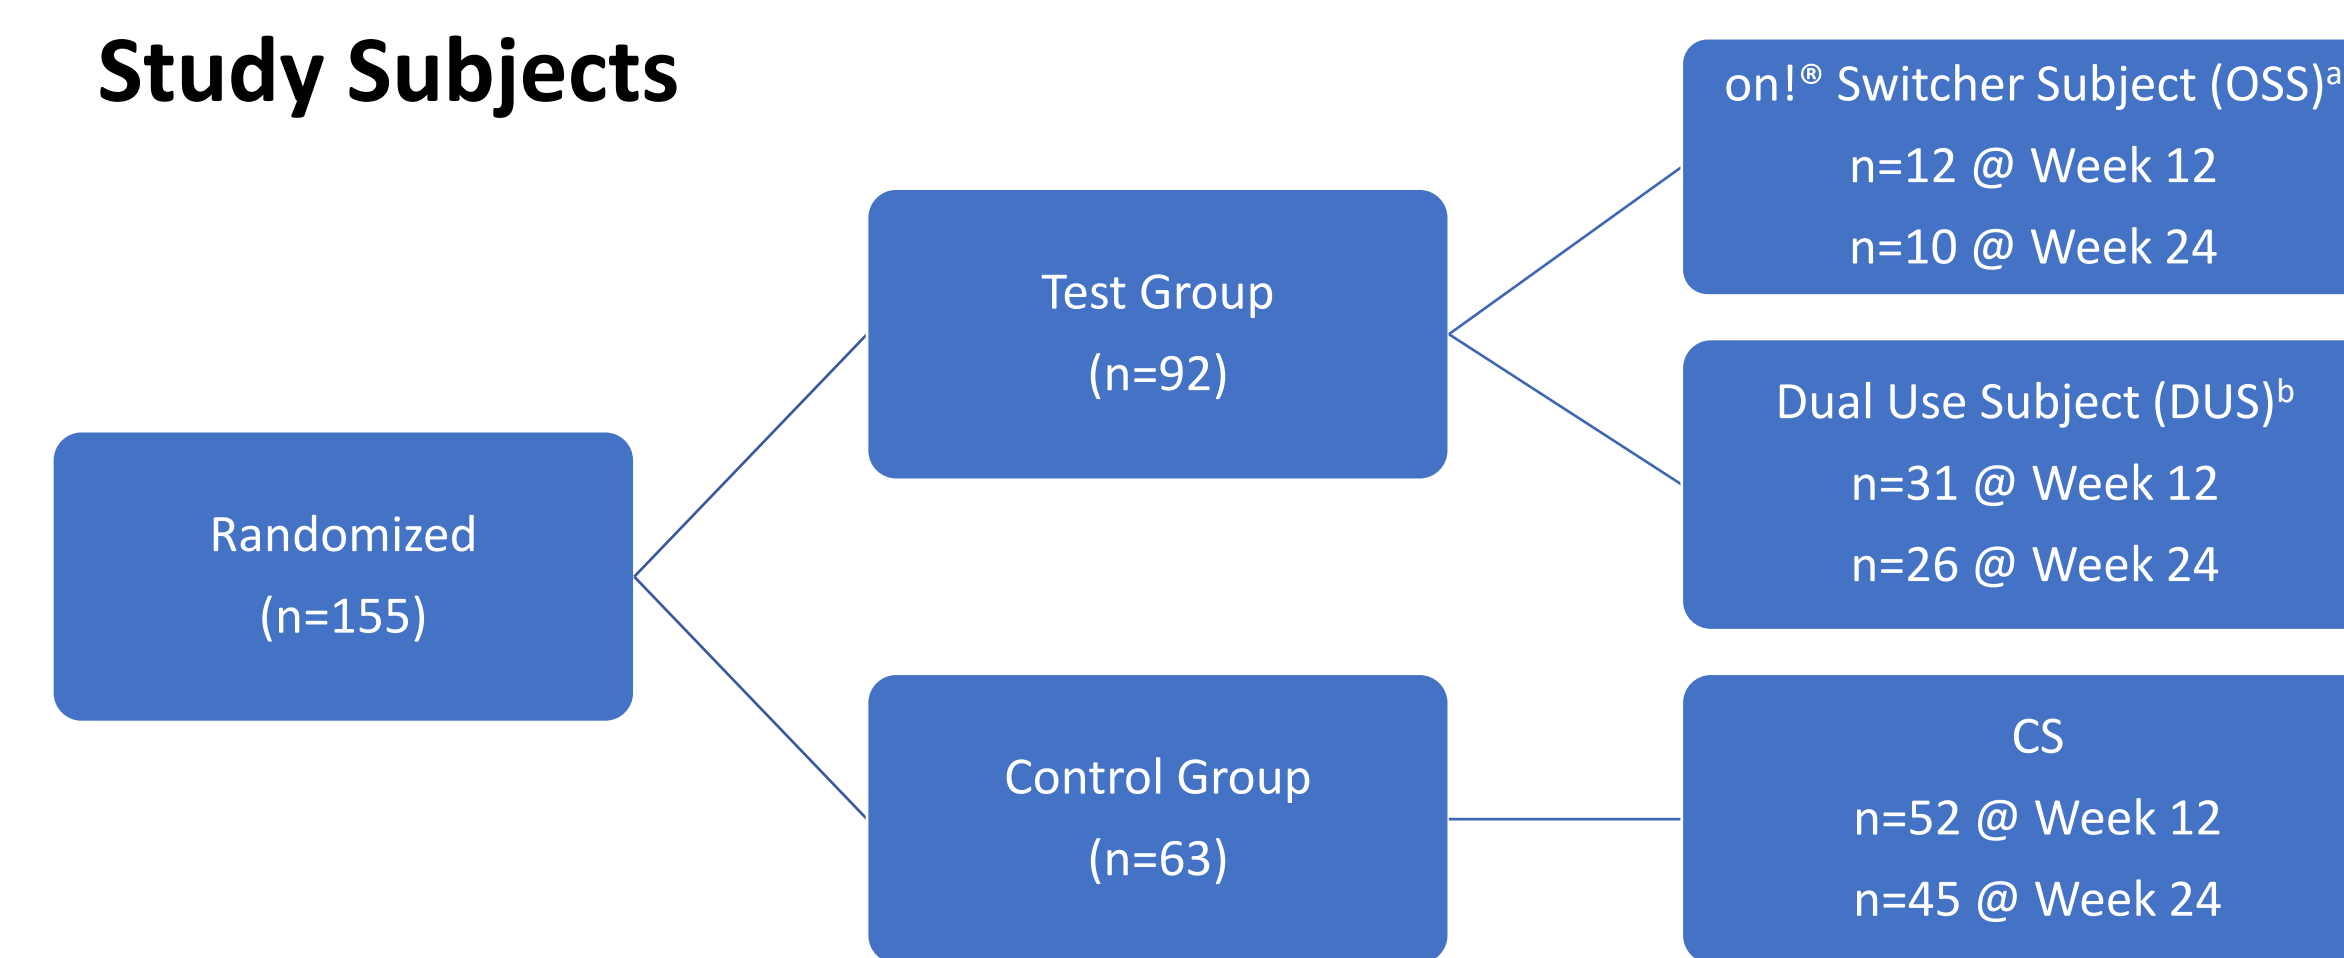 Study Subjects
Randomized
(n=155)
Test Group
(n=92)
Control Group
(n=63)
on!® Switcher Subject (OSS)ᵃ
n=12 @ Week 12
n=10 @ Week 24
Dual Use Subject (DUS)ᵇ
n=31 @ Week 12
n=26 @ Week 24
CS
n=52 @ Week 12
n=45 @ Week 24